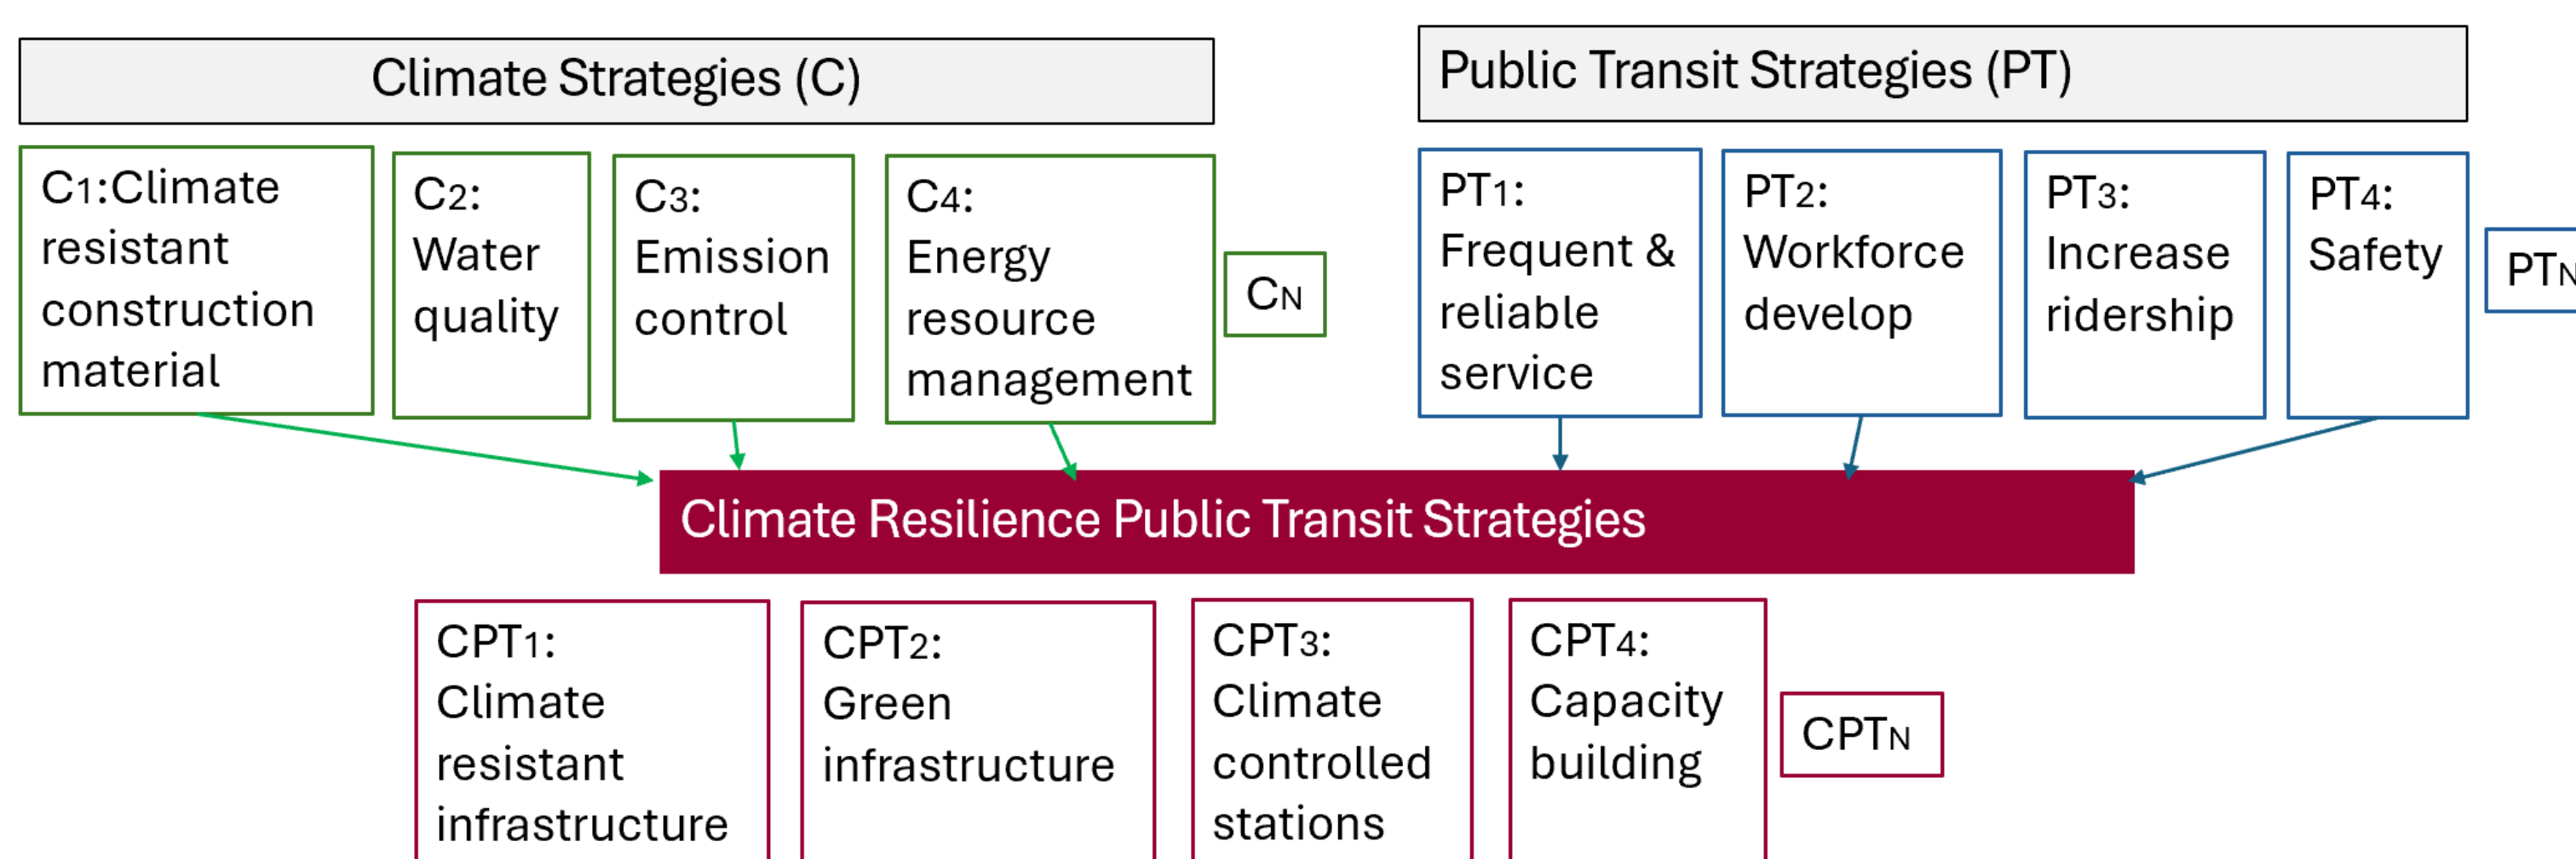 Climate Strategies (C)
Public Transit Strategies (PT)
C1:Climate
resistant
construction
material
C2:
Water
quality
C3:
Emission
control
C4:
Energy
resource
management
CN
PT1:
Frequent &
reliable
service
PT2:
Workforce
develop
PT3:
Increase
ridership
PT4:
Safety
PTN
Climate Resilience Public Transit Strategies
CPT1:
Climate
resistant
infrastructure
CPT2:
Green
infrastructure
CPT3:
Climate
controlled
stations
CPT4:
Capacity
building
CPTN